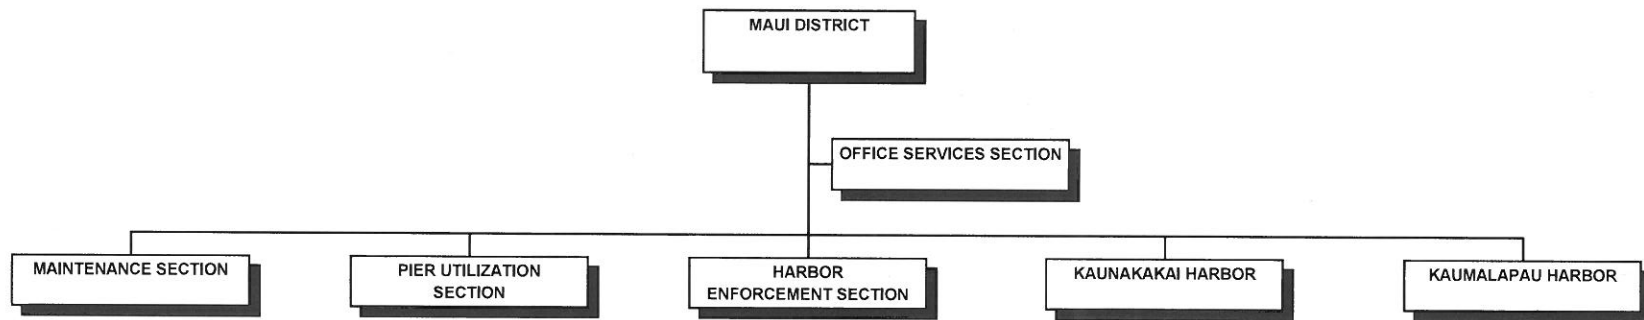 MAUI DISTRICT
OFFICE SERVICES SECTION
MAINTENANCE SECTION
PIER UTILIZATION
SECTION
HARBOR
ENFORCEMENT SECTION
KAUNAKAKAI HARBOR
KAUMALAPAU HARBOR